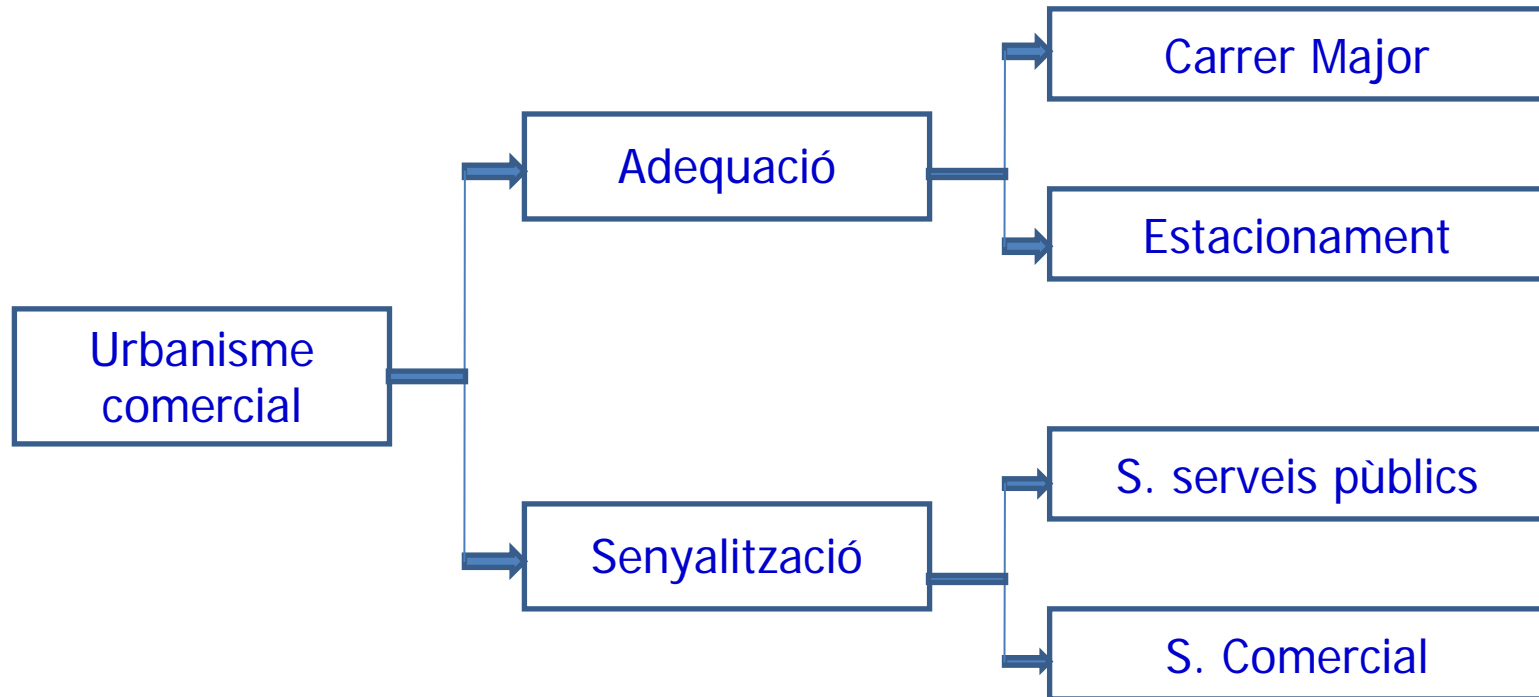 Carrer Major
Adequació
Estacionament
Urbanisme
comercial
S. serveis pùblics
Senyalització
S. Comercial